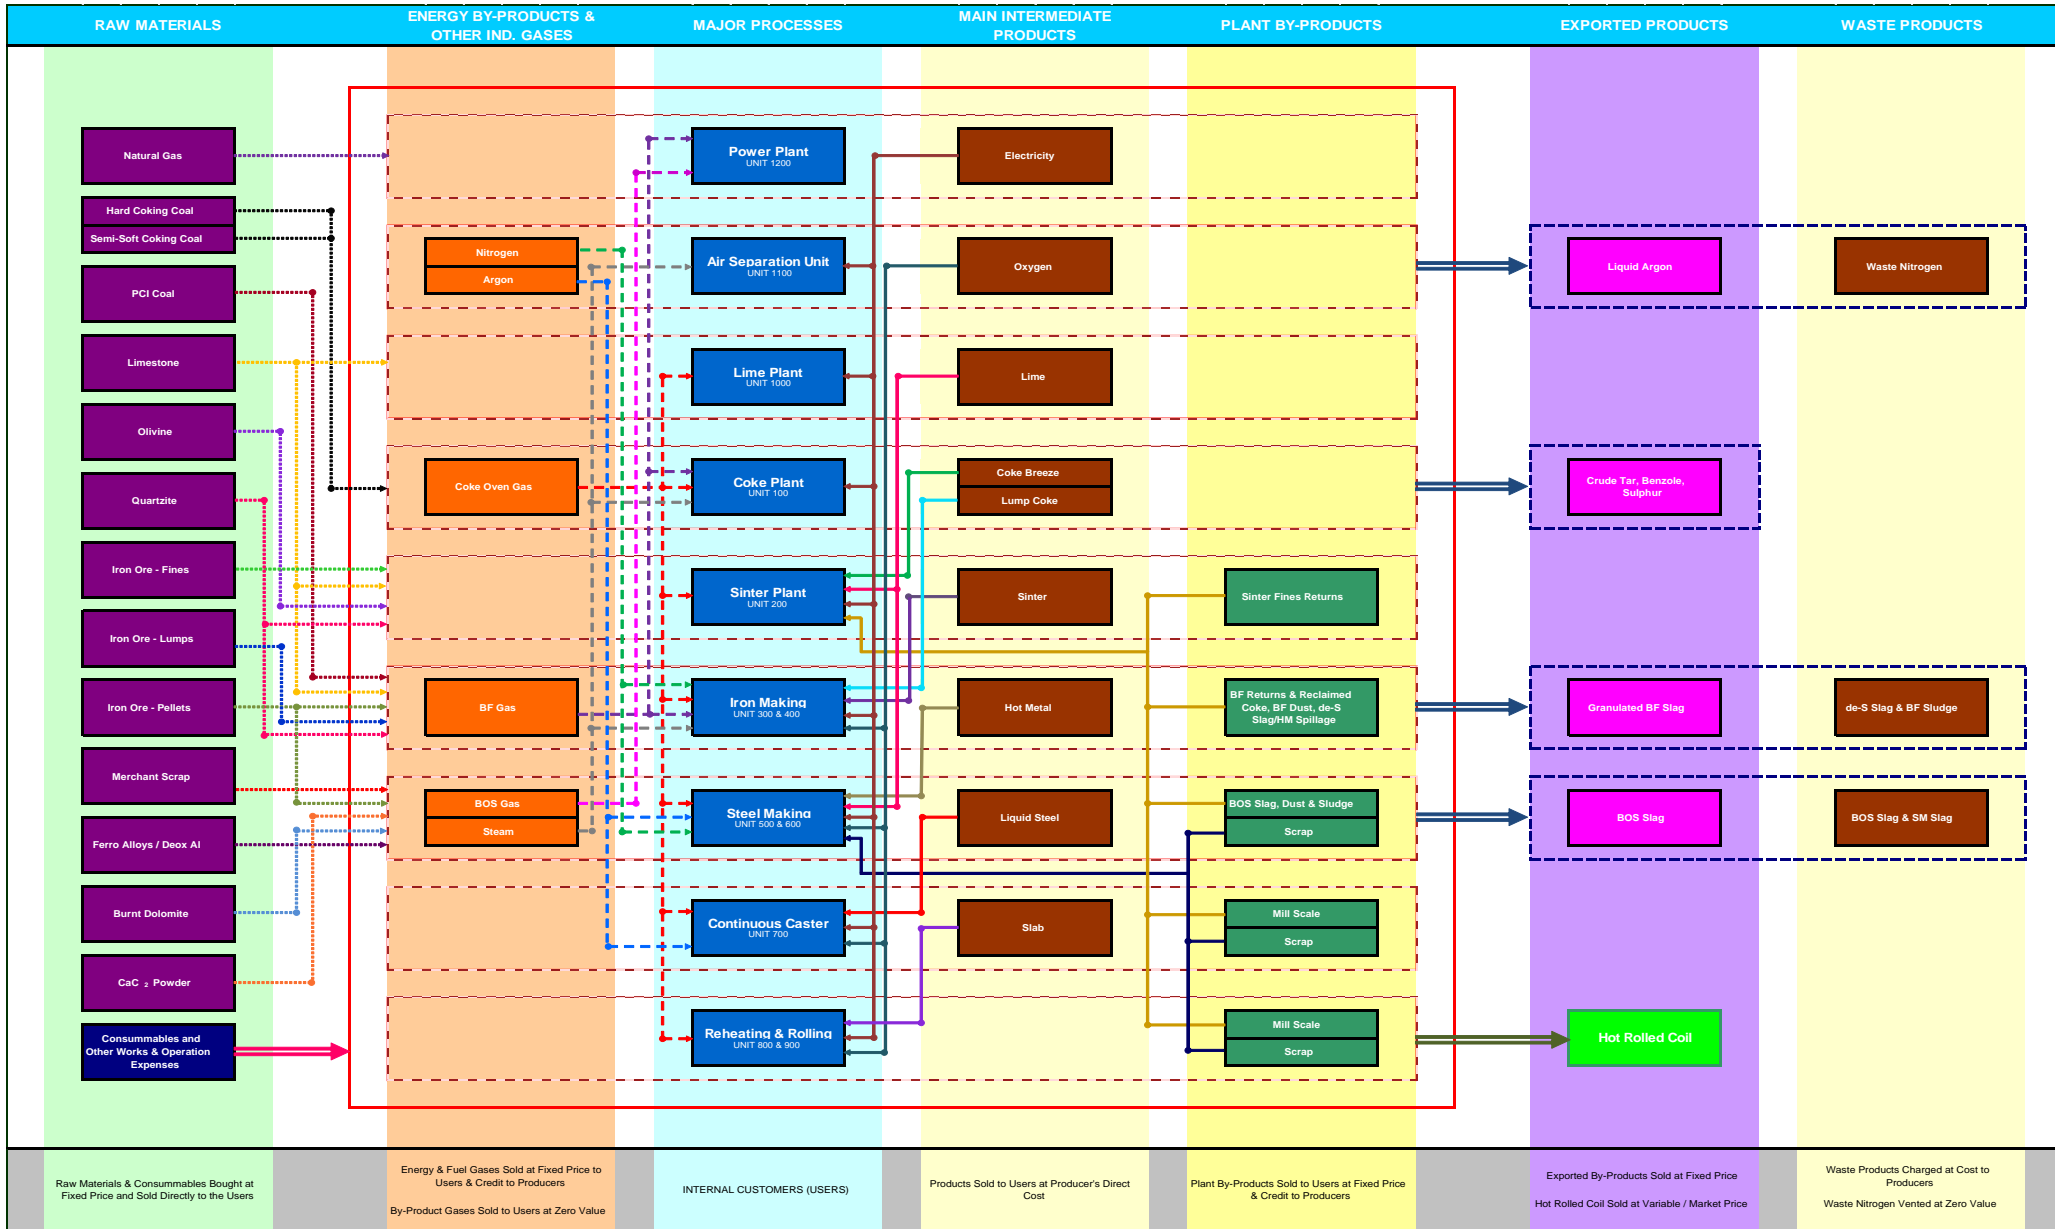 RAW MATERIALS
ENERGY BY-PRODUCTS &
OTHER IND. GASES
MAJOR PROCESSES
MAIN INTERMEDIATE
PRODUCTS
PLANT BY-PRODUCTS
EXPORTED PRODUCTS
WASTE PRODUCTS
Natural Gas
Hard Coking Coal
Semi-Soft Coking Coal
PCI Coal
Limestone
Olivine
Quartzite
Iron Ore - Fines
Iron Ore - Lumps
Iron Ore - Pellets
Merchant Scrap
Ferro Alloys / Deox Al
Burnt Dolomite
CaC 2 Powder
Consummables and
Other Works & Operation
Expenses
Nitrogen
Argon
Coke Oven Gas
BF Gas
BOS Gas
Steam
Power Plant
UNIT 1200
Air Separation Unit
UNIT 1100
Lime Plant
UNIT 1000
Coke Plant
UNIT 100
Sinter Plant
UNIT 200
Iron Making
UNIT 300 & 400
Steel Making
UNIT 500 & 600
Continuous Caster
UNIT 700
Reheating & Rolling
UNIT 800 & 900
Electricity
Oxygen
Lime
Coke Breeze
Lump Coke
Sinter
Hot Metal
Liquid Steel
Slab
Sinter Fines Returns
BF Returns & Reclaimed
Coke, BF Dust, de-S
Slag/HM Spillage
BOS Slag, Dust & Sludge
Scrap
Mill Scale
Scrap
Mill Scale
Scrap
Liquid Argon
Crude Tar, Benzole,
Sulphur
Granulated BF Slag
BOS Slag
Hot Rolled Coil
Waste Nitrogen
de-S Slag & BF Sludge
BOS Slag & SM Slag
Raw Materials & Consummables Bought at
Fixed Price and Sold Directly to the Users
Energy & Fuel Gases Sold at Fixed Price to
Users & Credit to Producers
By-Product Gases Sold to Users at Zero Value
INTERNAL CUSTOMERS (USERS)
Products Sold to Users at Producer's Direct
Cost
Plant By-Products Sold to Users at Fixed Price
& Credit to Producers
Exported By-Products Sold at Fixed Price
Hot Rolled Coil Sold at Variable / Market Price
Waste Products Charged at Cost to
Producers
Waste Nitrogen Vented at Zero Value